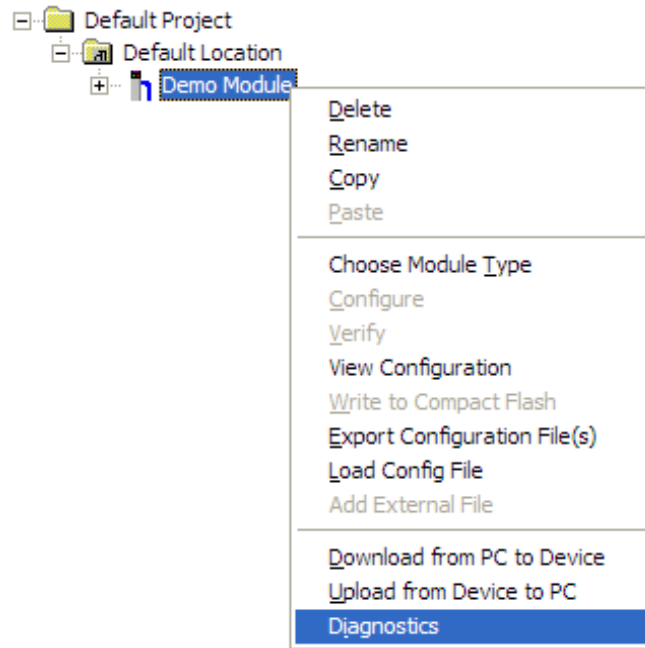 Default Project
Default Location
Demo Module
Delete
Rename
Copy
Paste
Choose Module Type
Configure
Verify
View Configuration
Write to Compact Flash
Export Configuration File(s)
Load Config File
Add External File
Download from PC to Device
Upload from Device to PC
Diagnostics